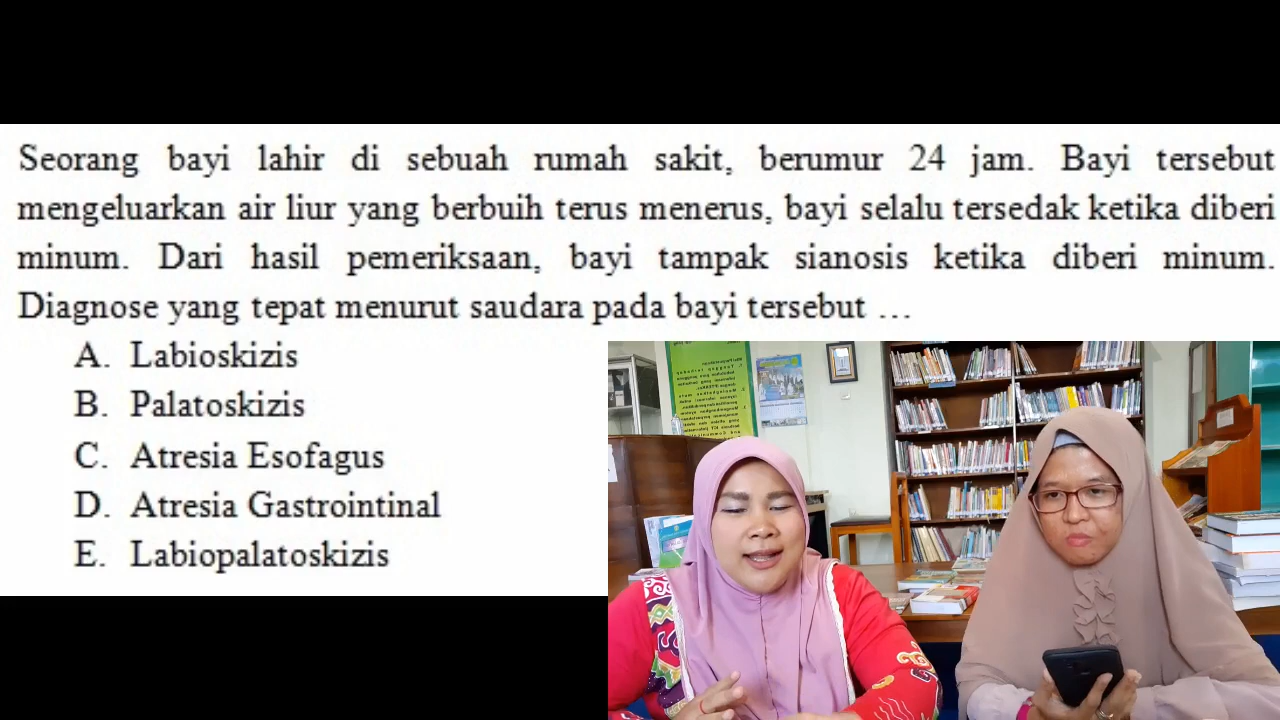 Seorang bayi lahir di sebuah rumah sakit, berumur 24 jam. Bayi tersebut
mengeluarkan air liur yang berbuih terus menerus, bayi selalu tersedak ketika diberi
minum. Dari hasil pemeriksaan, bayi tampak sianosis ketika diberi minum.
Diagnose yang tepat menurut saudara pada bayi tersebut …
A. Labioskizis
B. Palatoskizis
C. Atresia Esofagus
D. Atresia Gastrointinal
E. Labiopalatoskizis